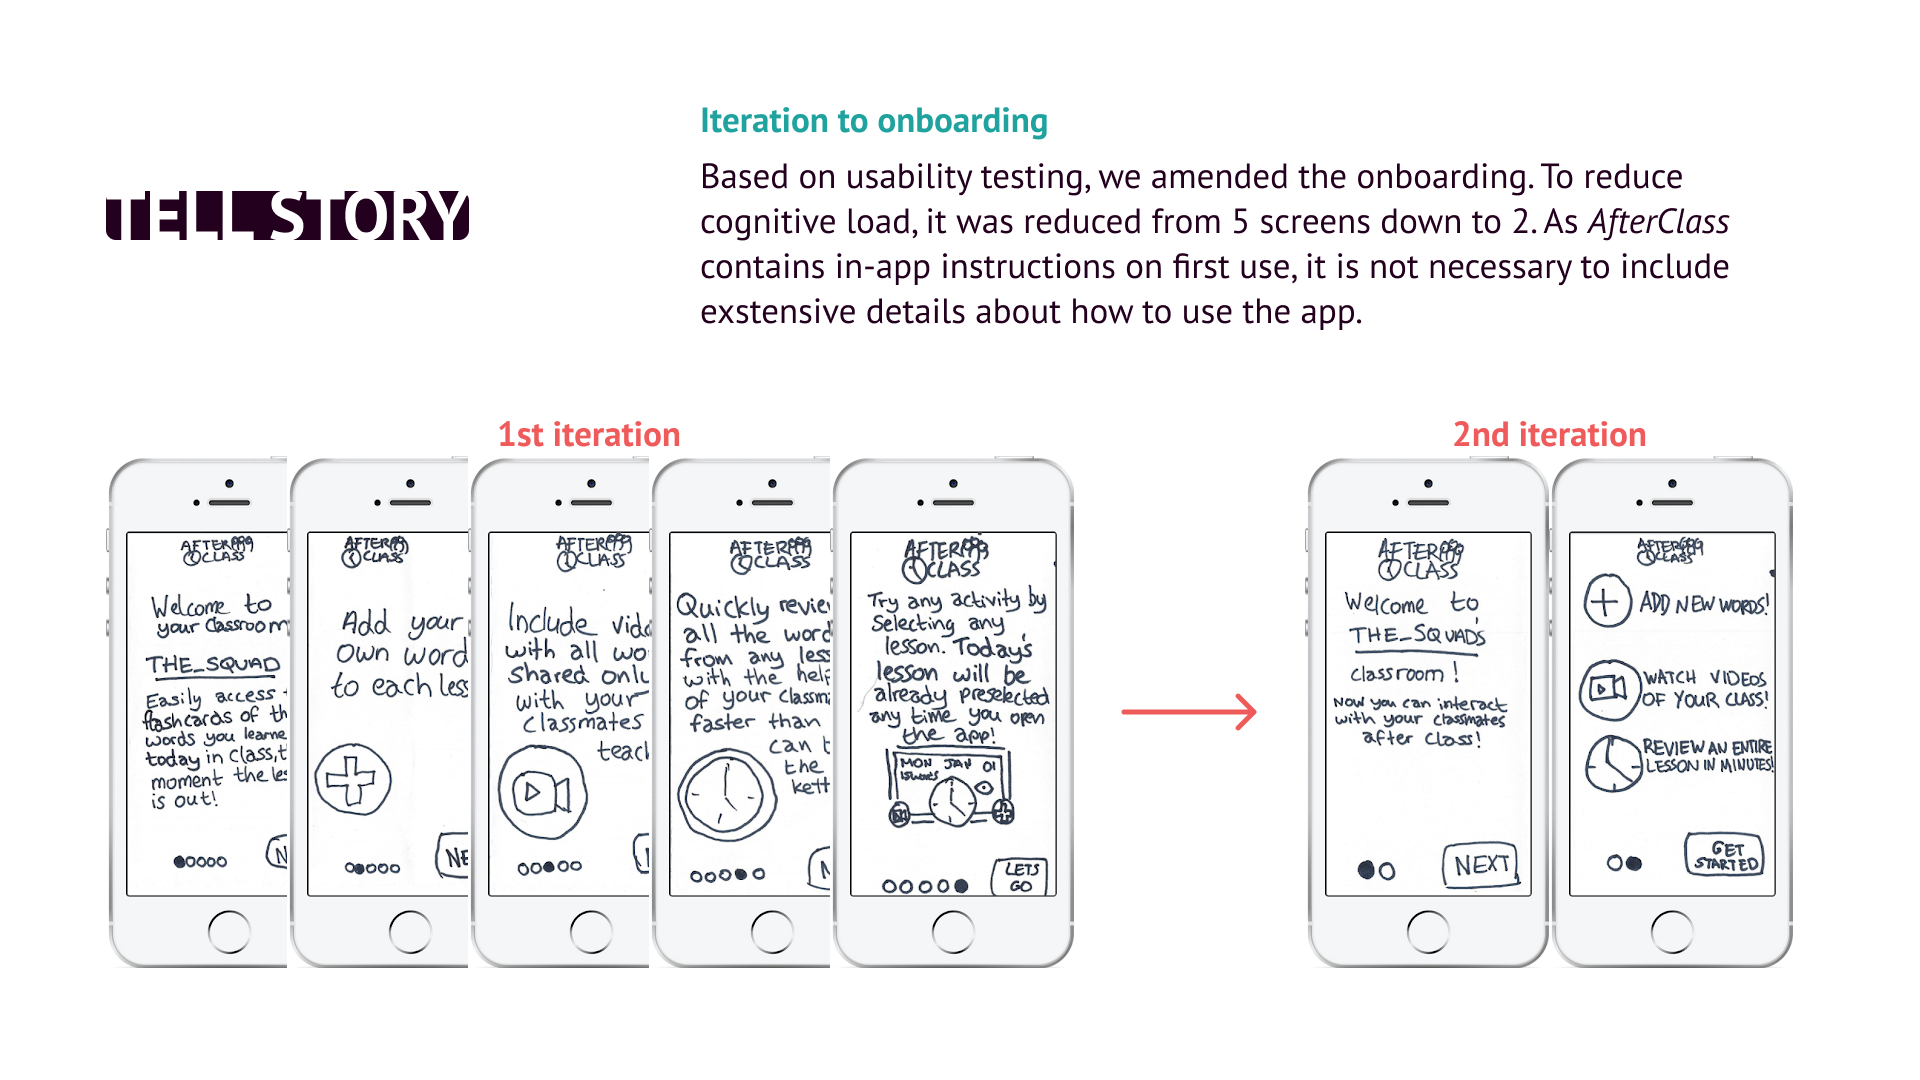 TELL STORY
Iteration to onboarding
Based on usability testing, we amended the onboarding. To reduce
cognitive load, it was reduced from 5 screens down to 2. As AfterClass
contains in-app instructions on first use, it is not necessary to include
exstensive details about how to use the app.
1st iteration
AFTER
CLASS
Welcome to
your classroom
THE_SQUAD
Easily access
flashcards of th
words you learne
today in class, t
moment the les
is out!
N
AFTER
CLASS
Add your
own word
to each less
NE
AFTER
CLASS
Include vide
with all wo
shared only
with your
classmates
teach
AFTER
CLASS
Quickly review
all the word
from any less
with the help
of your classm
faster than
can b
the
kett
N
AFTER
CLASS
Try any activity by
selecting any
lesson. Today's
lesson will be
already preselected
any time you open
the app!
MON JAN 01
LETS
GO
2nd iteration
AFTER
CLASS
Welcome to
THE_SQUADS
classroom!
Now you can interact
with your classmates
after class!
NEXT
AFTER
CLASS
ADD NEW WORDS!
WATCH VIDEOS
OF YOUR CLASS!
REVIEW AN ENTIRE
LESSON IN MINUTES!
GET
STARTED